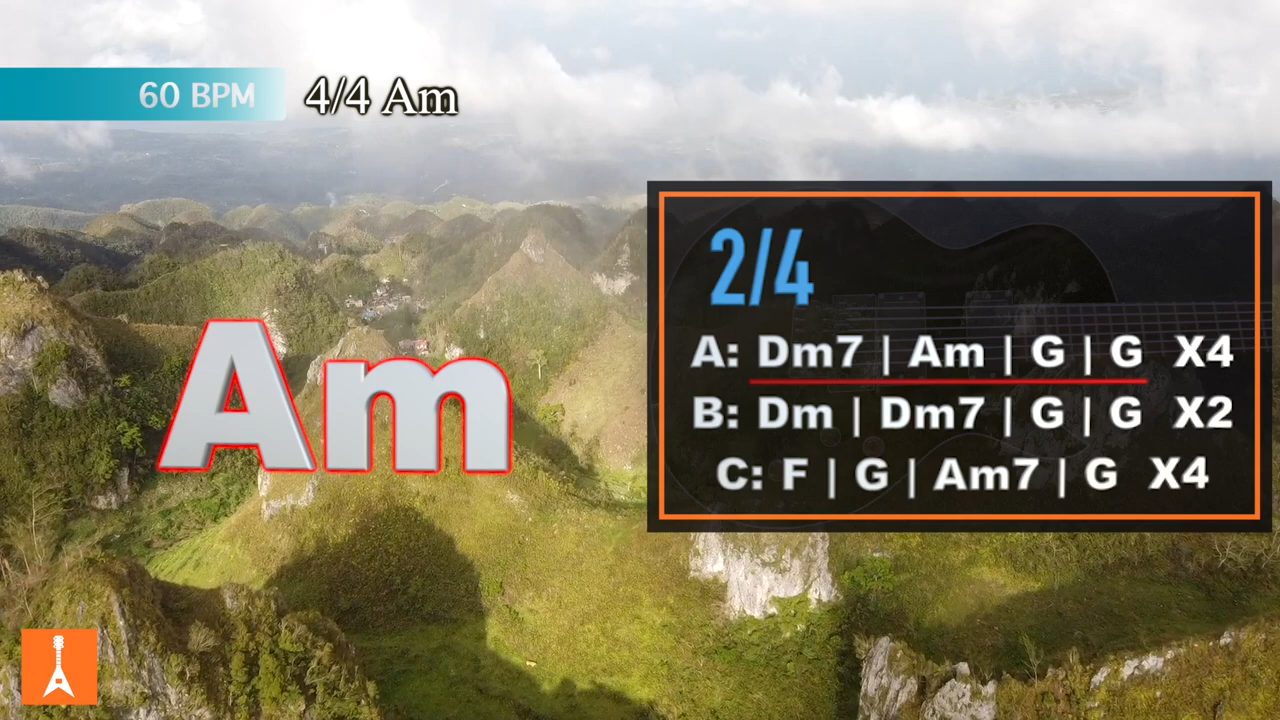 60 BPM 4/4 Am
Am
2/4
A: Dm7 | Am | G | G X4
B: Dm | Dm7 | G | G X2
C: F | G | Am7 | G X4